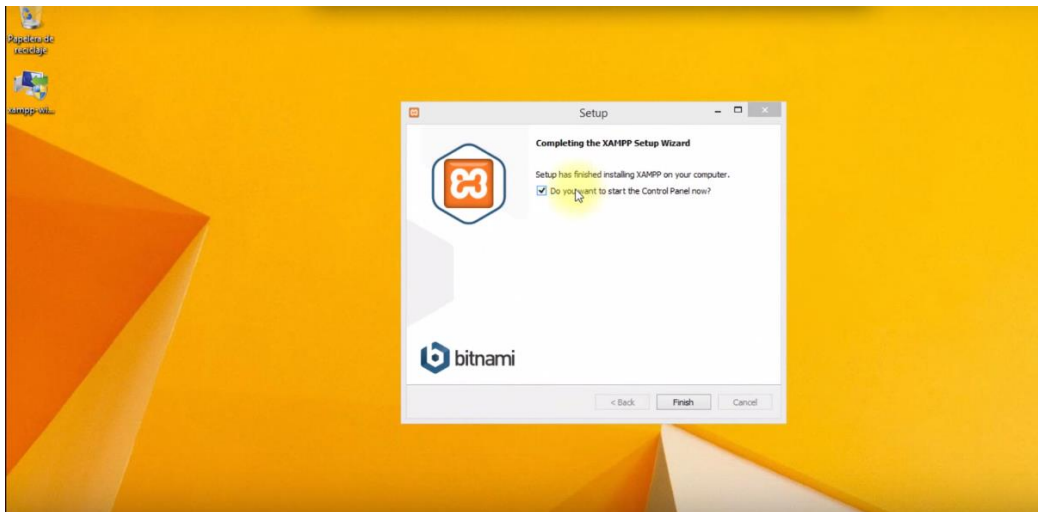 Papelera de
reciclaje
xampp-wi...
Setup
Completing the XAMPP Setup Wizard
Setup has finished installing XAMPP on your computer.
Do you want to start the Control Panel now?
bitnami
< Back
Finish
Cancel